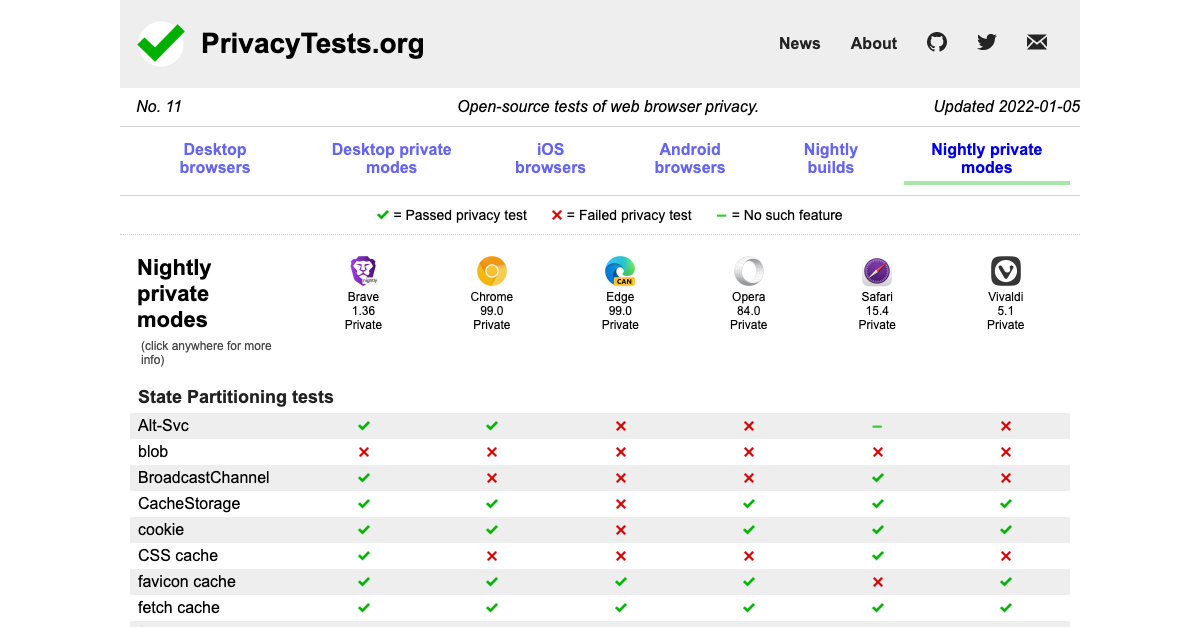 PrivacyTests.org
News About
No. 11 Open-source tests of web browser privacy. Updated 2022-01-05
Desktop browsers
Desktop private modes
iOS browsers
Android browsers
Nightly builds
Nightly private modes
= Passed privacy test = Failed privacy test = No such feature
Nightly
private
modes
(click anywhere for more
info)
nightly
Brave
1.36
Private
Chrome
99.0
Private
CAN
Edge
99.0
Private
Opera
84.0
Private
Safari
15.4
Private
Vivaldi
5.1
Private
State Partitioning tests
Alt-Svc
blob
BroadcastChannel
CacheStorage
cookie
CSS cache
favicon cache
fetch cache